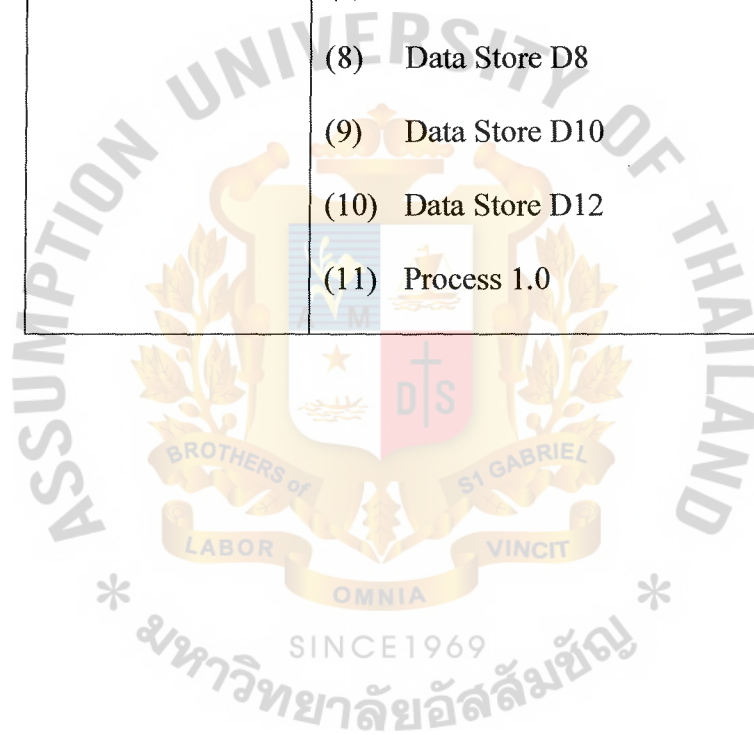 (8) Data Store D8
(9) Data Store D10
(10) Data Store D12
(11) Process 1.0
ASSUMPTION UNIVERSITY OF THAILAND
A M
D S
BROTHERS of ST GABRIEL
LABOR OMNIA VINCIT
SINCE1969
มหาวิทยาลัยอัสสัมชัญ